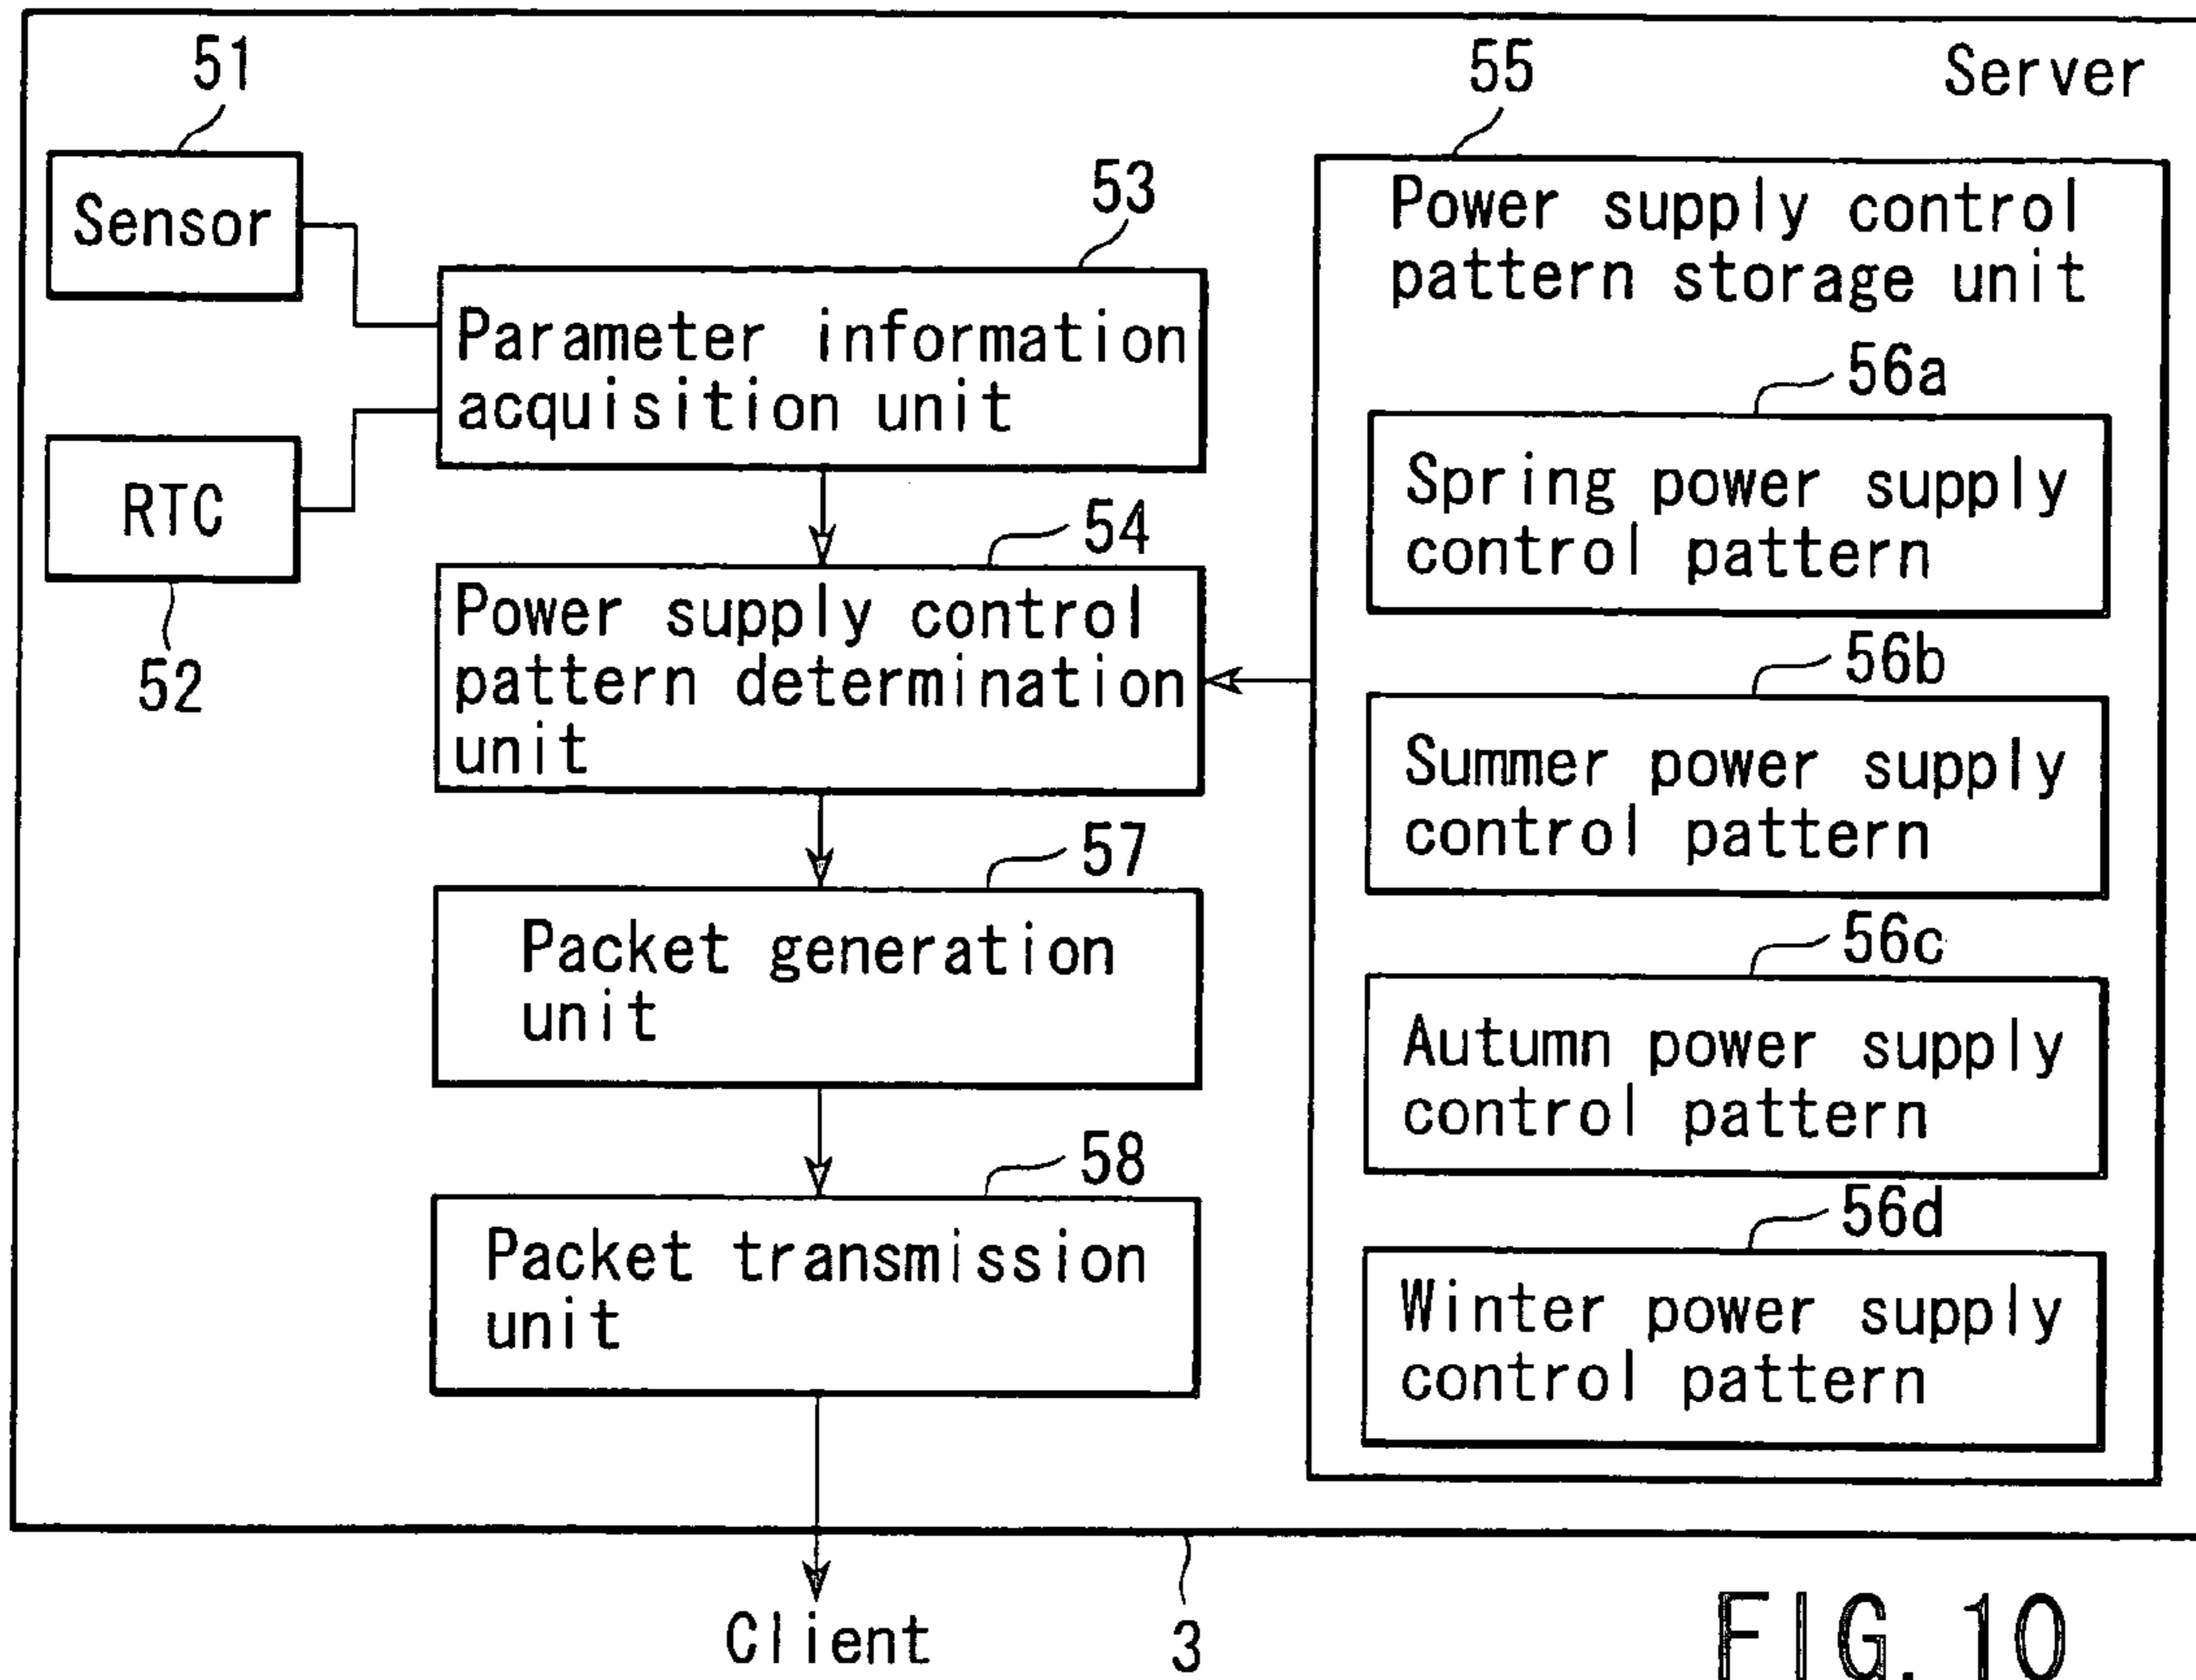 Server
51
Sensor
RTC
52
53
Parameter information
acquisition unit
54
Power supply control
pattern determination
unit
57
Packet generation
unit
58
Packet transmission
unit
55
Power supply control
pattern storage unit
56a
Spring power supply
control pattern
56b
Summer power supply
control pattern
56c
Autumn power supply
control pattern
56d
Winter power supply
control pattern
Client
3
FIG. 10